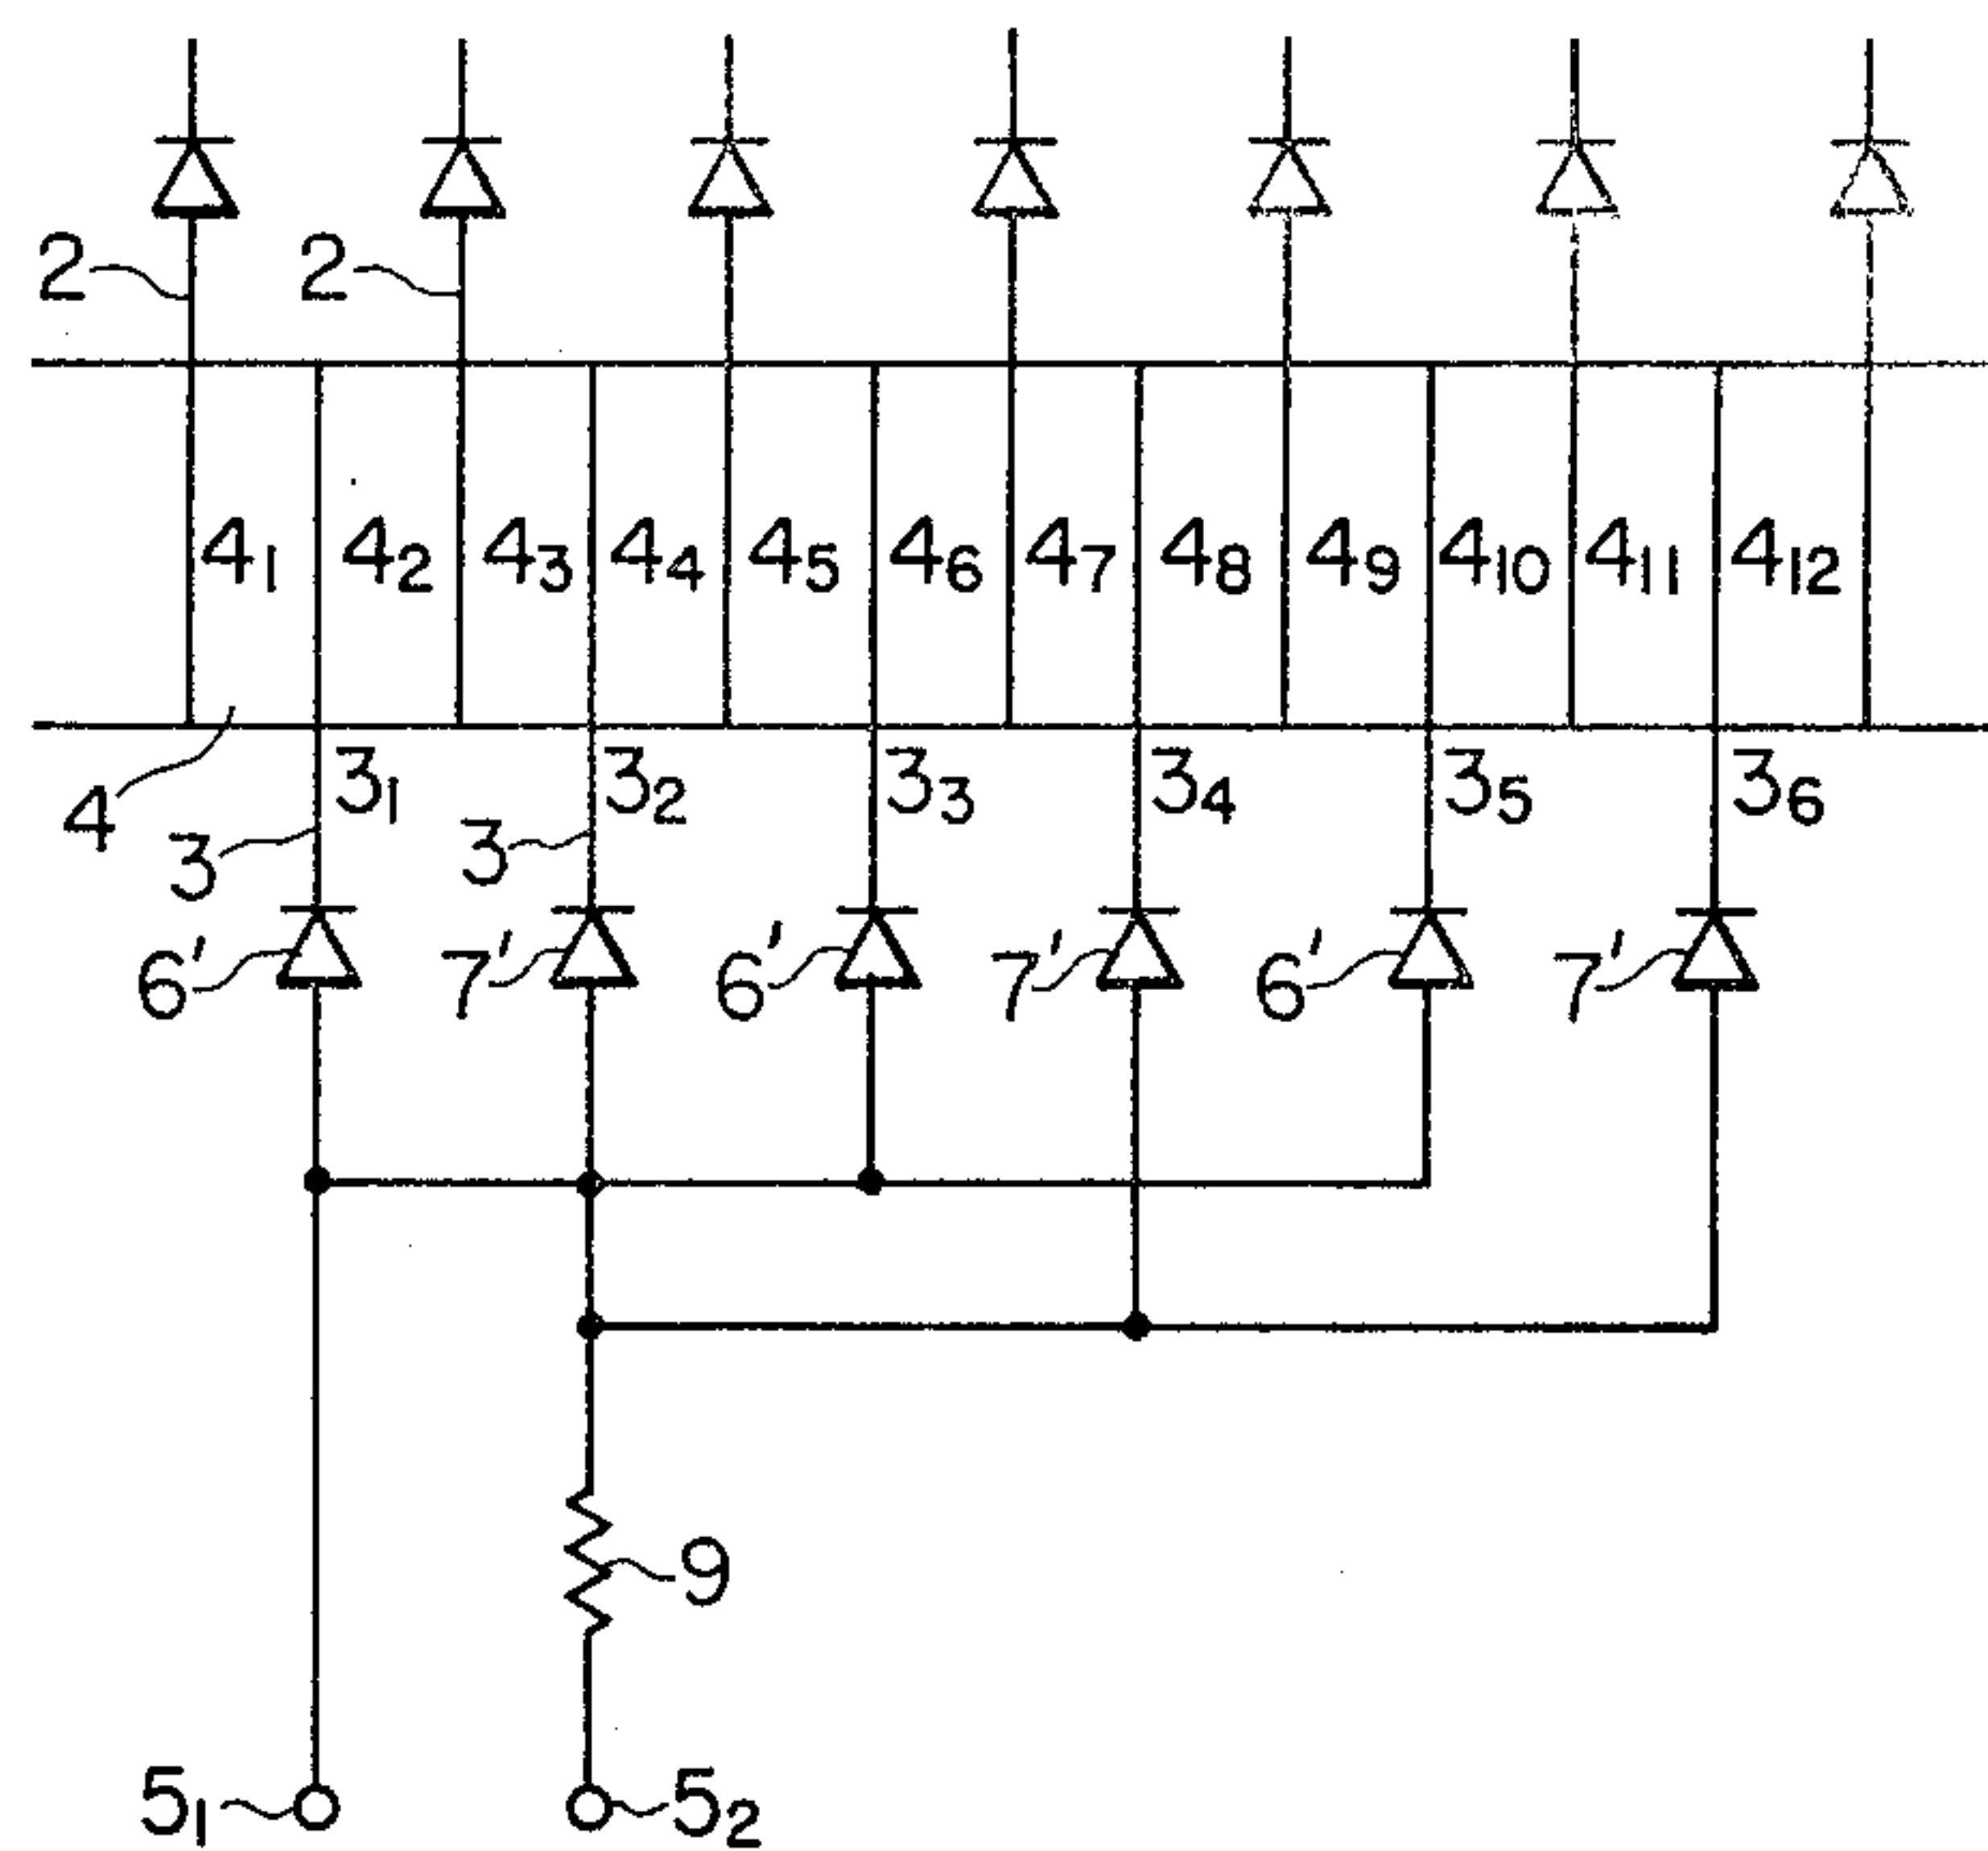 2 2
4₁ 4₂ 4₃ 4₄ 4₅ 4₆ 4₇ 4₈ 4₉ 4₁₀ 4₁₁ 4₁₂
3₁ 3₂ 3₃ 3₄ 3₅ 3₆
4 3 3
6' 7' 6' 7' 6' 7'
9
5₁ 5₂